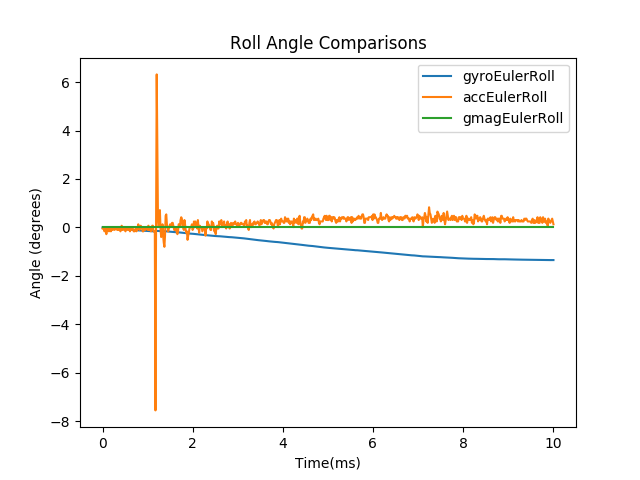 Roll Angle Comparisons
gyroEulerRoll
accEulerRoll
gmagEulerRoll
6
4
2
0
−2
−4
−6
−8
Angle (degrees)
0 2 4 6 8 10
Time(ms)